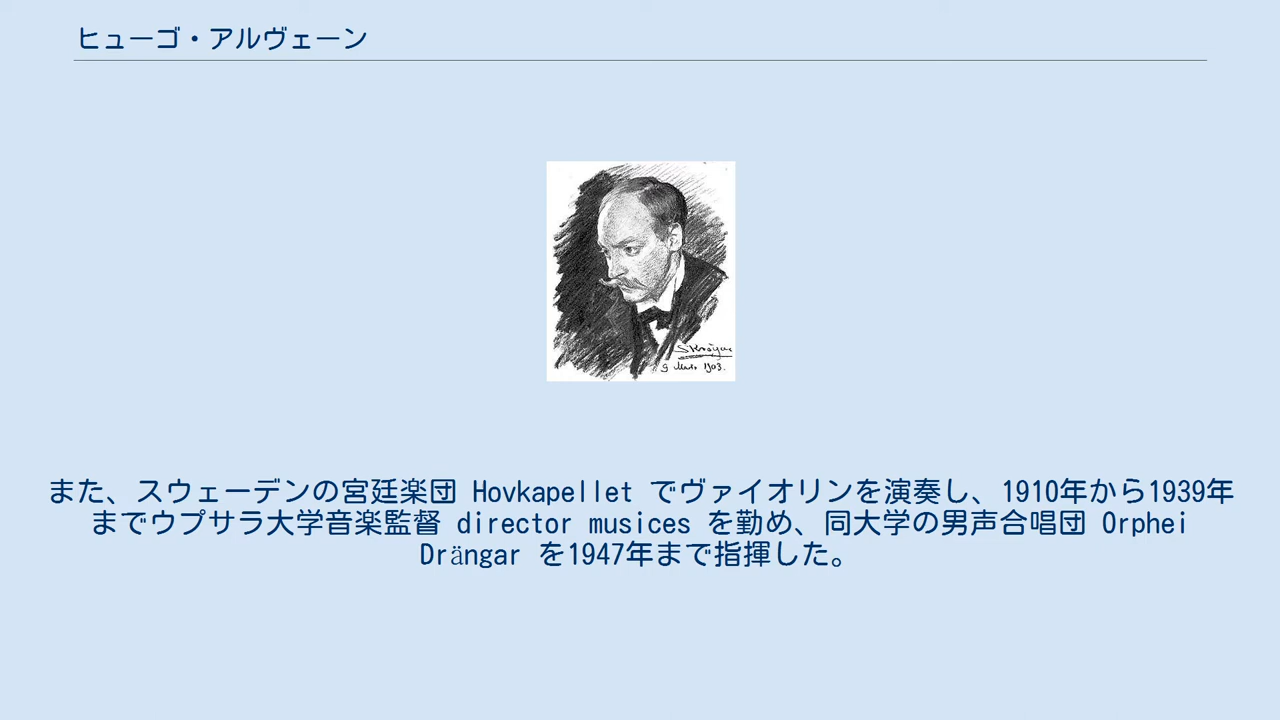 ヒューゴ・アルヴェーン
S Krøyer
9 Marts 1903.
また、スウェーデンの宮廷楽団 Hovkapellet でヴァイオリンを演奏し、1910年から1939年
までウプサラ大学音楽監督 director musices を勤め、同大学の男声合唱団 Orphei
Drängar を1947年まで指揮した。